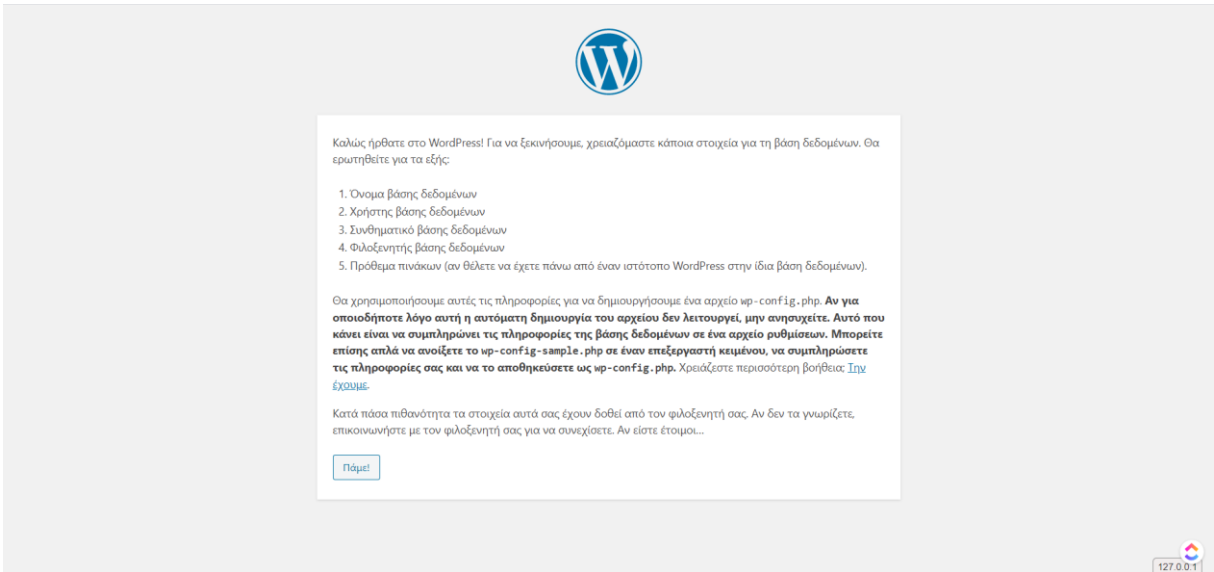 Καλώς ήρθατε στο WordPress! Για να ξεκινήσουμε, χρειαζόμαστε κάποια στοιχεία για τη βάση δεδομένων. Θα
ερωτηθείτε για τα εξής:
1. Όνομα βάσης δεδομένων
2. Χρήστης βάσης δεδομένων
3. Συνθηματικό βάσης δεδομένων
4. Φιλοξενητής βάσης δεδομένων
5. Πρόθεμα πινάκων (αν θέλετε να έχετε πάνω από έναν ιστότοπο WordPress στην ίδια βάση δεδομένων).
Θα χρησιμοποιήσουμε αυτές τις πληροφορίες για να δημιουργήσουμε ένα αρχείο wp-config.php. Αν για
οποιοδήποτε λόγο αυτή η αυτόματη δημιουργία του αρχείου δεν λειτουργεί, μην ανησυχείτε. Αυτό που
κάνει είναι να συμπληρώνει τις πληροφορίες της βάσης δεδομένων σε ένα αρχείο ρυθμίσεων. Μπορείτε
επίσης απλά να ανοίξετε το wp-config-sample.php σε έναν επεξεργαστή κειμένου, να συμπληρώσετε
τις πληροφορίες σας και να το αποθηκεύσετε ως wp-config.php. Χρειάζεστε περισσότερη βοήθεια; Την
έχουμε.
Κατά πάσα πιθανότητα τα στοιχεία αυτά σας έχουν δοθεί από τον φιλοξενητή σας. Αν δεν τα γνωρίζετε,
επικοινωνήστε με τον φιλοξενητή σας για να συνεχίσετε. Αν είστε έτοιμοι…
Πάμε!
127.0.0.1